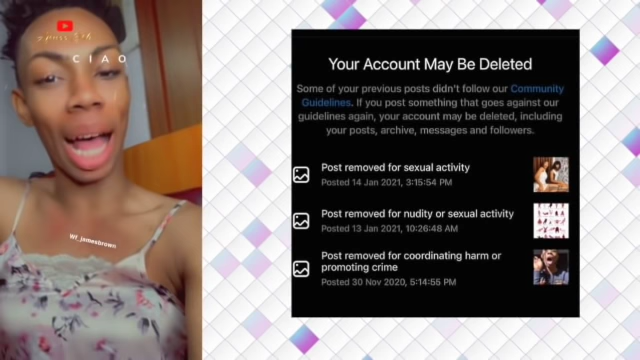 C I A O
Wf_jamesbrown
Your Account May Be Deleted
Some of your previous posts didn't follow our Community
Guidelines. If you post something that goes against our
guidelines again, your account may be deleted, including
your posts, archive, messages and followers.
Post removed for sexual activity
Posted 14 Jan 2021, 3:15:54 PM
Post removed for nudity or sexual activity
Posted 13 Jan 2021, 10:26:48 AM
Post removed for coordinating harm or
promoting crime
Posted 30 Nov 2020, 5:14:55 PM